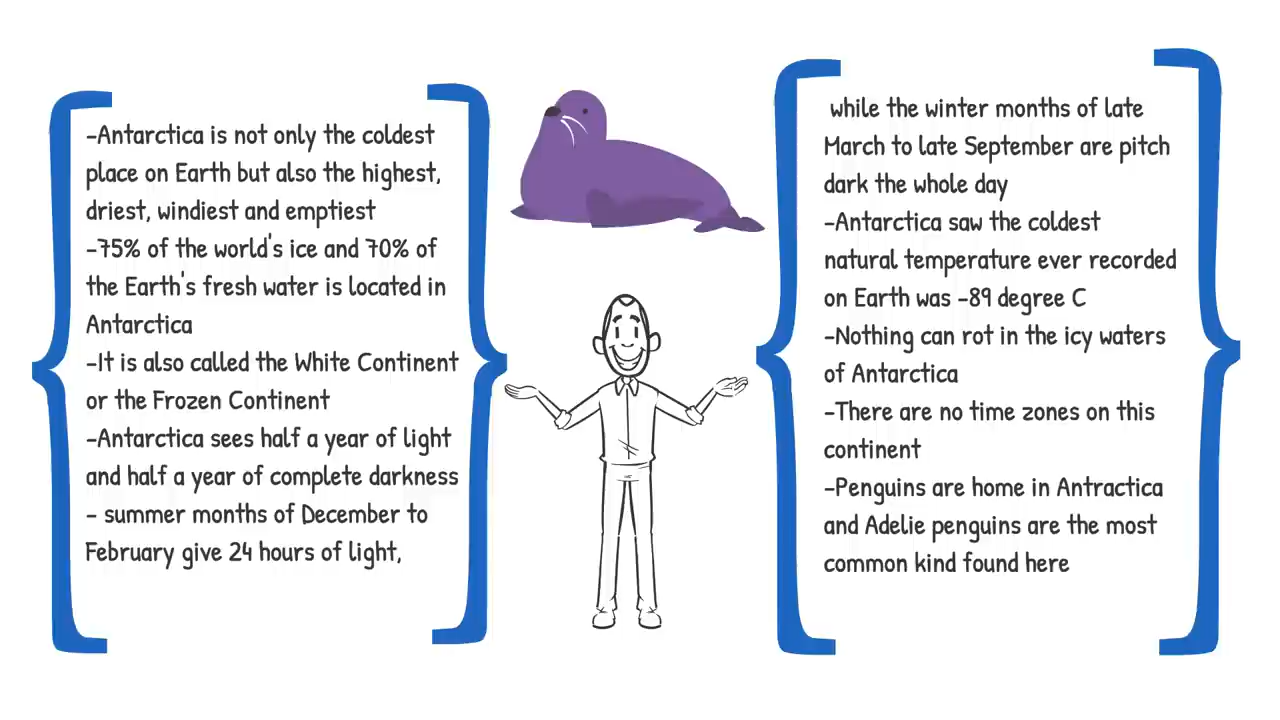 -Antarctica is not only the coldest
place on Earth but also the highest,
driest, windiest and emptiest
-75% of the world's ice and 70% of
the Earth's fresh water is located in
Antarctica
-It is also called the White Continent
or the Frozen Continent
-Antarctica sees half a year of light
and half a year of complete darkness
- summer months of December to
February give 24 hours of light,
while the winter months of late
March to late September are pitch
dark the whole day
-Antarctica saw the coldest
natural temperature ever recorded
on Earth was -89 degree C
-Nothing can rot in the icy waters
of Antarctica
-There are no time zones on this
continent
-Penguins are home in Antractica
and Adelie penguins are the most
common kind found here